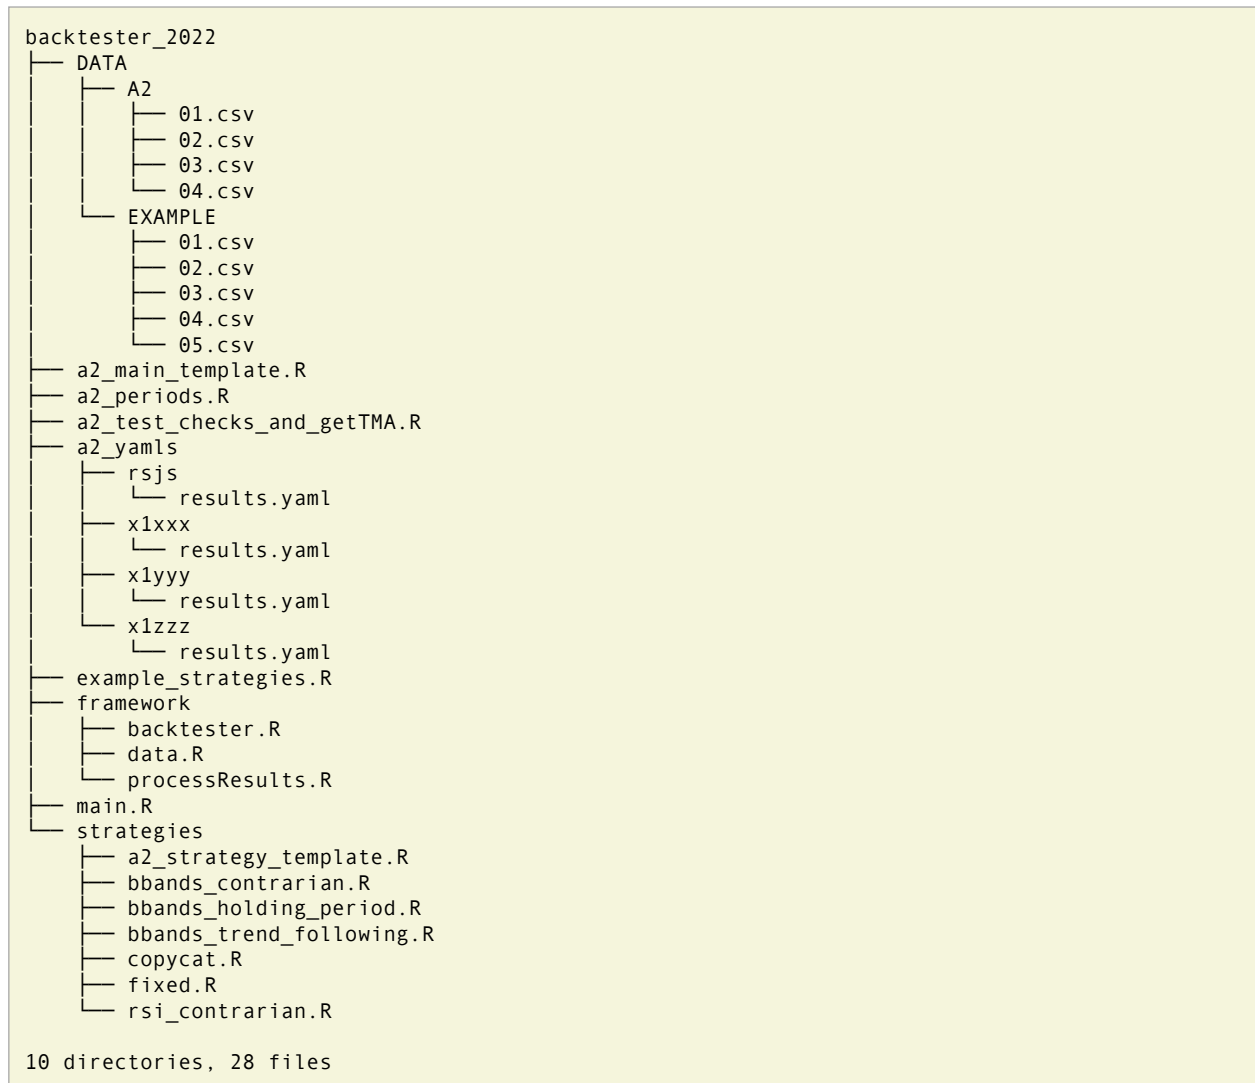 backtester_2022
├── DATA
│   ├── A2
│   │   ├── 01.csv
│   │   ├── 02.csv
│   │   ├── 03.csv
│   │   └── 04.csv
│   └── EXAMPLE
│       ├── 01.csv
│       ├── 02.csv
│       ├── 03.csv
│       ├── 04.csv
│       └── 05.csv
├── a2_main_template.R
├── a2_periods.R
├── a2_test_checks_and_getTMA.R
├── a2_yamls
│   ├── rsjs
│   │   └── results.yaml
│   ├── x1xxx
│   │   └── results.yaml
│   ├── x1yyy
│   │   └── results.yaml
│   └── x1zzz
│       └── results.yaml
├── example_strategies.R
├── framework
│   ├── backtester.R
│   ├── data.R
│   └── processResults.R
├── main.R
└── strategies
    ├── a2_strategy_template.R
    ├── bbands_contrarian.R
    ├── bbands_holding_period.R
    ├── bbands_trend_following.R
    ├── copycat.R
    ├── fixed.R
    └── rsi_contrarian.R

10 directories, 28 files